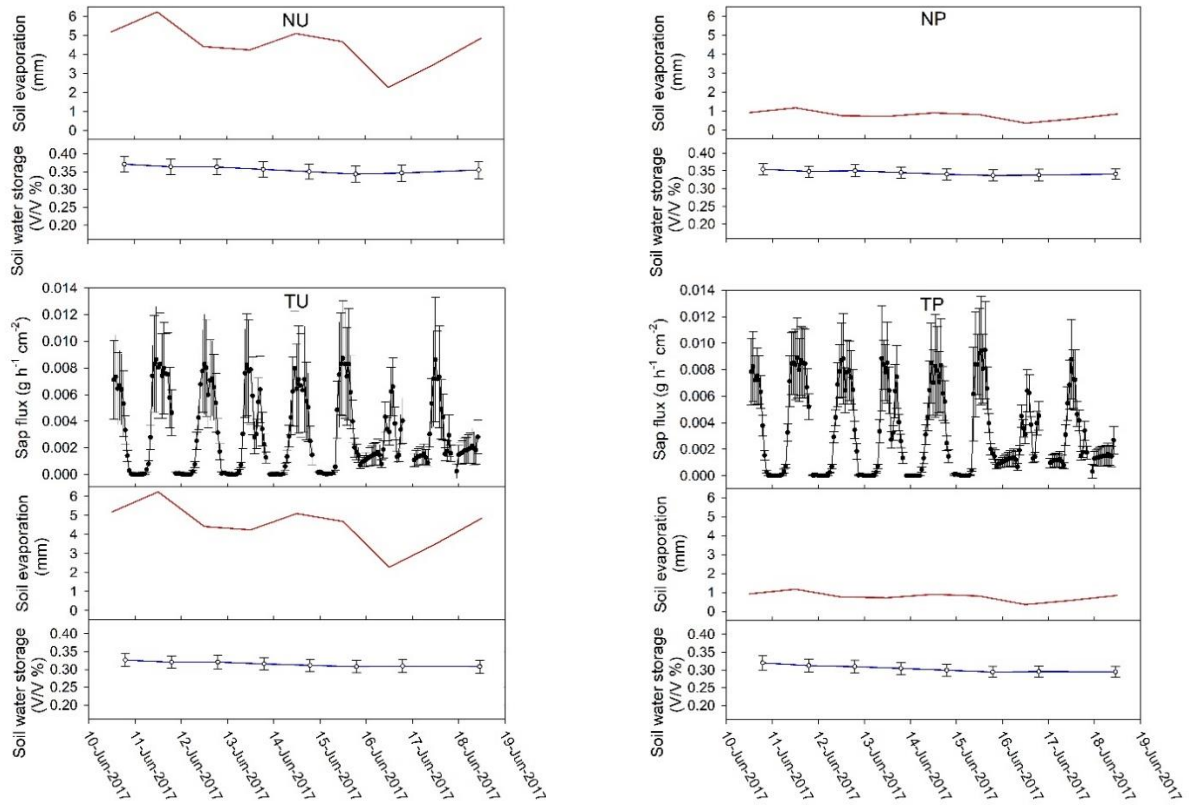 NU
Soil evaporation
(mm)
6
5
4
3
2
1
0
Soil water storage
(V/V %)
0.40
0.35
0.30
0.25
0.20
NP
Soil evaporation
(mm)
6
5
4
3
2
1
0
Soil water storage
(V/V %)
0.40
0.35
0.30
0.25
0.20
TU
Sap flux (g h⁻¹ cm⁻²)
0.014
0.012
0.010
0.008
0.006
0.004
0.002
0.000
Soil evaporation
(mm)
6
5
4
3
2
1
0
Soil water storage
(V/V %)
0.40
0.35
0.30
0.25
0.20
10-Jun-2017
11-Jun-2017
12-Jun-2017
13-Jun-2017
14-Jun-2017
15-Jun-2017
16-Jun-2017
17-Jun-2017
18-Jun-2017
19-Jun-2017
TP
Sap flux (g h⁻¹ cm⁻²)
0.014
0.012
0.010
0.008
0.006
0.004
0.002
0.000
Soil evaporation
(mm)
6
5
4
3
2
1
0
Soil water storage
(V/V %)
0.40
0.35
0.30
0.25
0.20
10-Jun-2017
11-Jun-2017
12-Jun-2017
13-Jun-2017
14-Jun-2017
15-Jun-2017
16-Jun-2017
17-Jun-2017
18-Jun-2017
19-Jun-2017